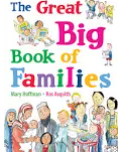 The Great
Big
Book of
Families
Mary Hoffman • Ros Asquith